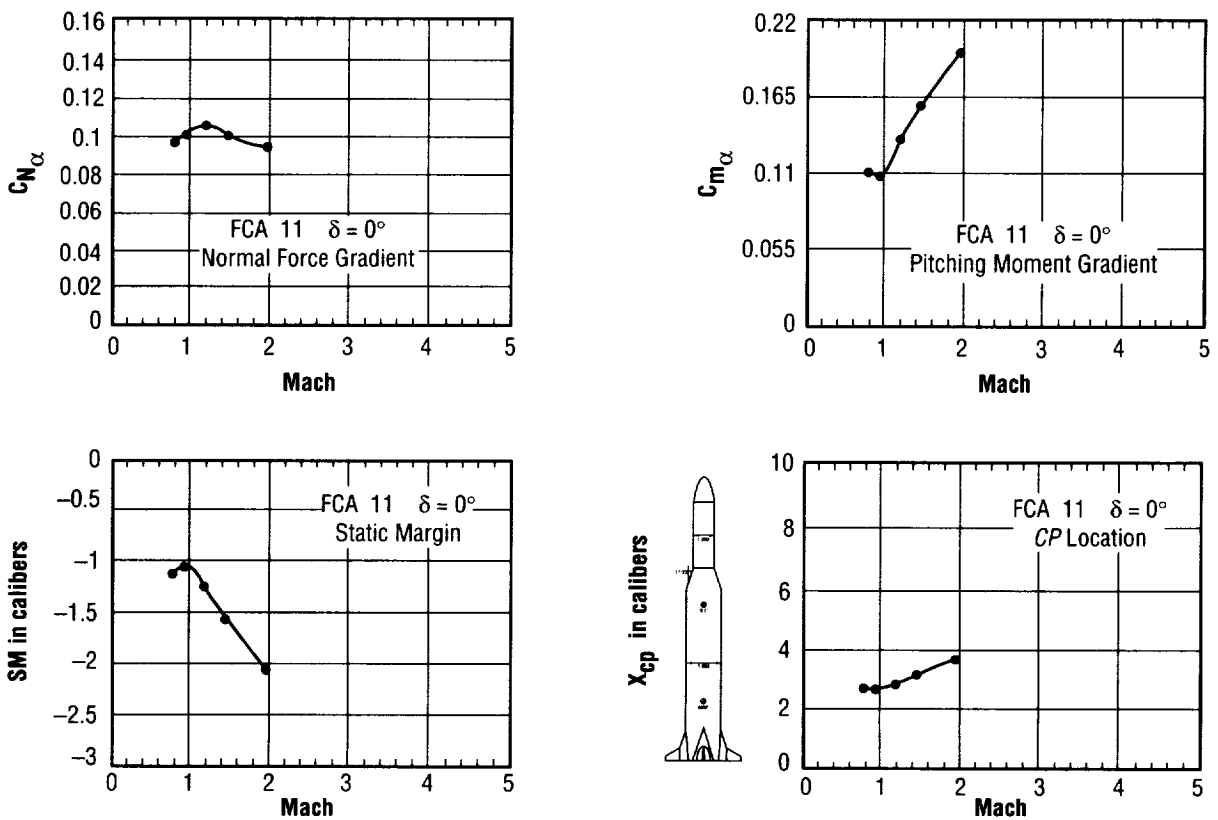 0.16
0.14
0.12
0.1
0.08
0.06
0.04
0.02
0
CNα
FCA 11 δ = 0°
Normal Force Gradient
0 1 2 3 4 5
Mach
0.22
0.165
0.11
0.055
0
Cmα
FCA 11 δ = 0°
Pitching Moment Gradient
0 1 2 3 4 5
Mach
0
−0.5
−1
−1.5
−2
−2.5
−3
SM in calibers
FCA 11 δ = 0°
Static Margin
0 1 2 3 4 5
Mach
10
8
6
4
2
0
Xcp in calibers
FCA 11 δ = 0°
CP Location
0 1 2 3 4 5
Mach